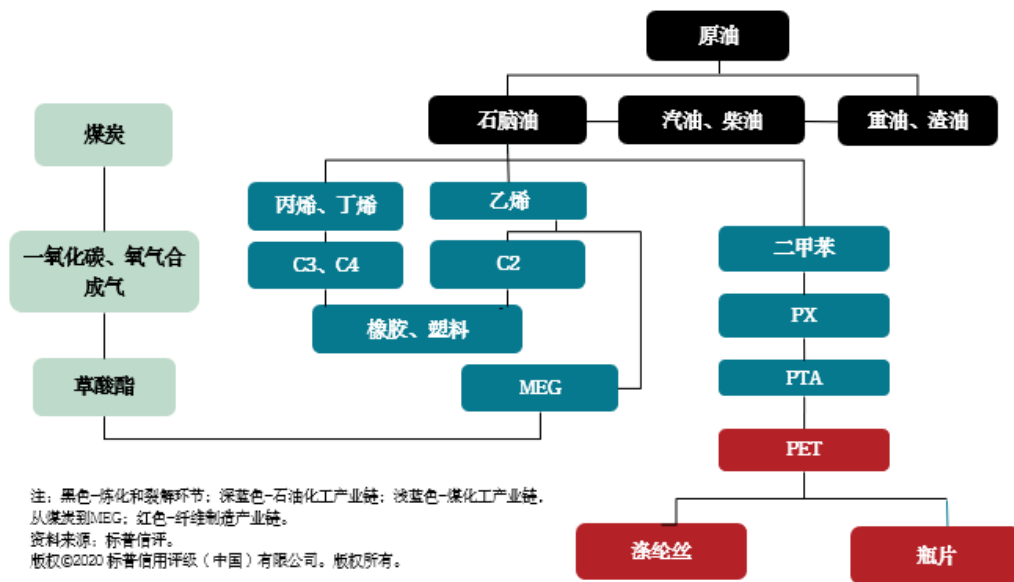 原油
石脑油
汽油、柴油
重油、渣油
煤炭
丙烯、丁烯
乙烯
二甲苯
一氧化碳、氧气合
成气
C3、C4
C2
PX
橡胶、塑料
草酸酯
MEG
PTA
PET
涤纶丝
瓶片
注：黑色-炼化和裂解环节；深蓝色-石油化工产业链；浅蓝色-煤化工产业链，
从煤炭到MEG；红色-纤维制造产业链。
资料来源：标普信评。
版权©2020 标普信用评级（中国）有限公司。版权所有。